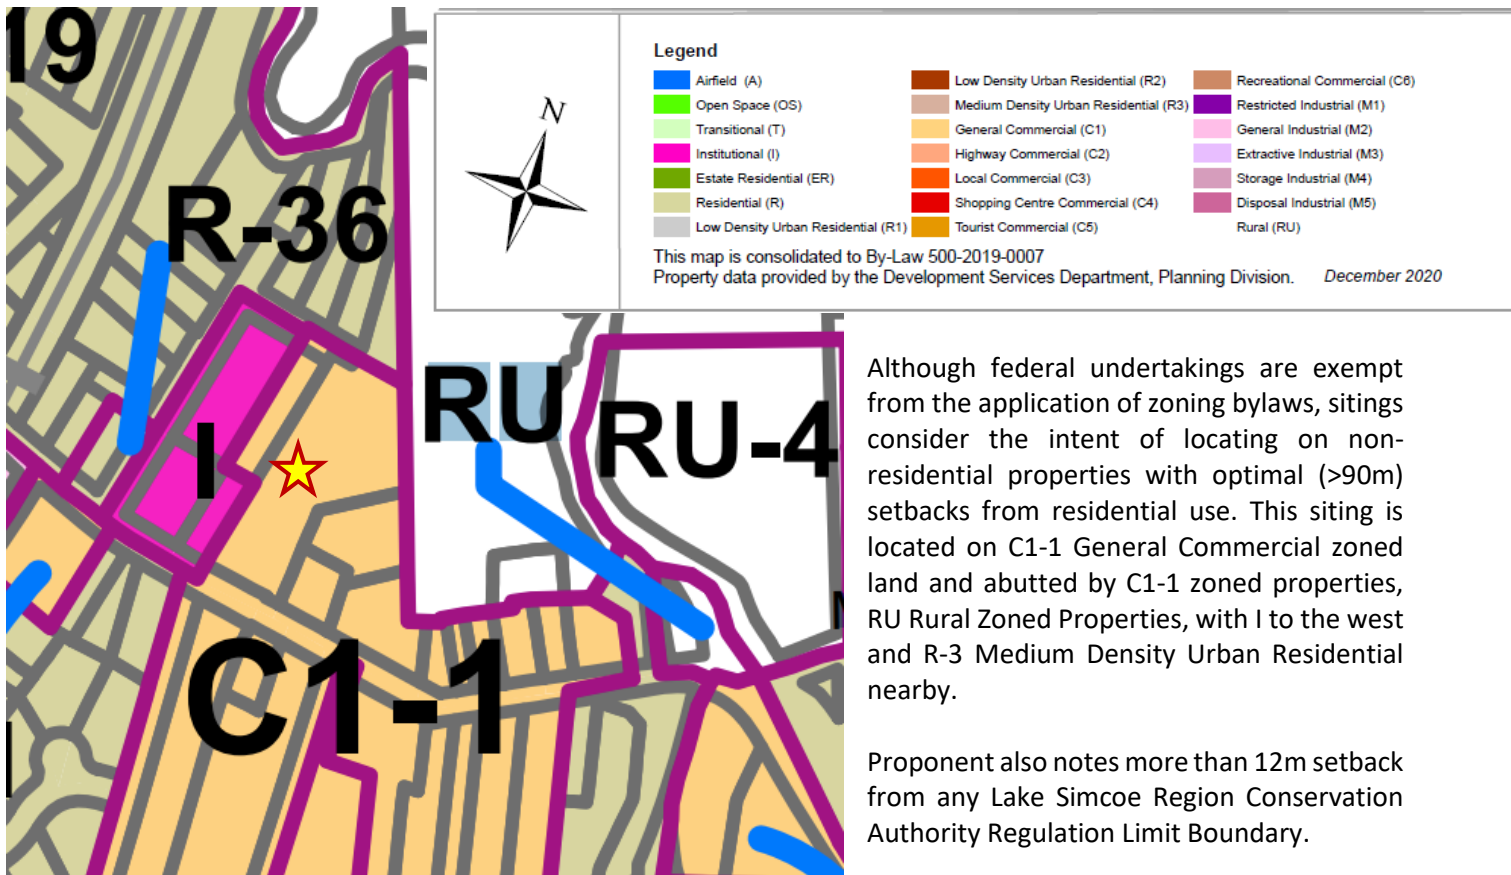 19
R-36
I
C1-1
RU
RU-4
N
Legend
Airfield (A)
Open Space (OS)
Transitional (T)
Institutional (I)
Estate Residential (ER)
Residential (R)
Low Density Urban Residential (R1)
Low Density Urban Residential (R2)
Medium Density Urban Residential (R3)
General Commercial (C1)
Highway Commercial (C2)
Local Commercial (C3)
Shopping Centre Commercial (C4)
Tourist Commercial (C5)
Recreational Commercial (C6)
Restricted Industrial (M1)
General Industrial (M2)
Extractive Industrial (M3)
Storage Industrial (M4)
Disposal Industrial (M5)
Rural (RU)
This map is consolidated to By-Law 500-2019-0007
Property data provided by the Development Services Department, Planning Division. December 2020
Although federal undertakings are exempt
from the application of zoning bylaws, sitings
consider the intent of locating on non-
residential properties with optimal (>90m)
setbacks from residential use. This siting is
located on C1-1 General Commercial zoned
land and abutted by C1-1 zoned properties,
RU Rural Zoned Properties, with I to the west
and R-3 Medium Density Urban Residential
nearby.
Proponent also notes more than 12m setback
from any Lake Simcoe Region Conservation
Authority Regulation Limit Boundary.